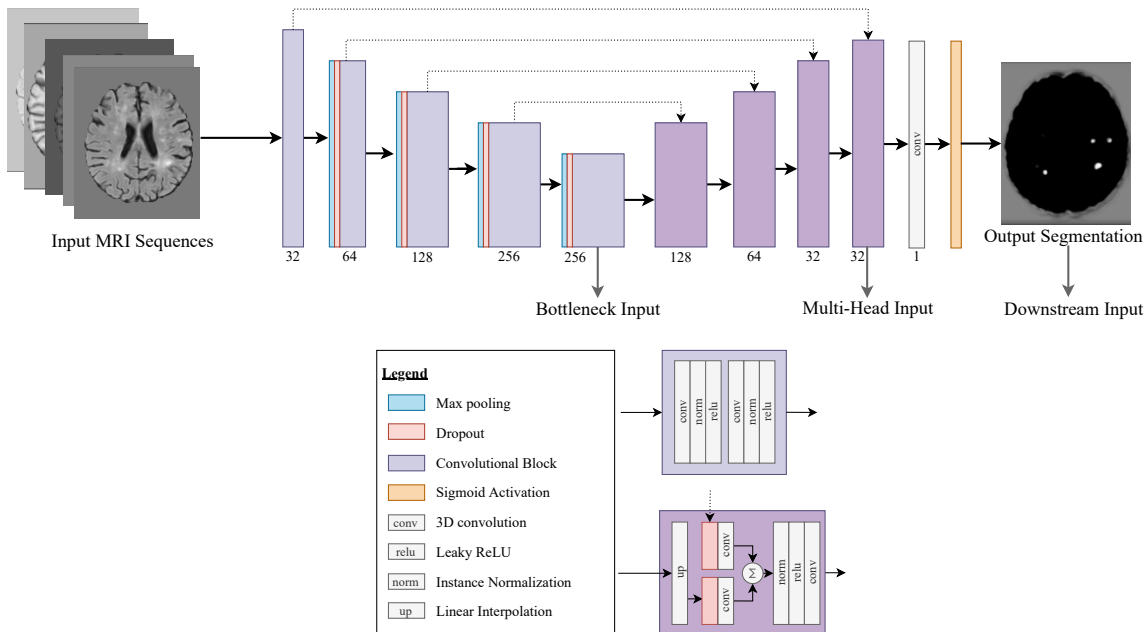 conv
Input MRI Sequences
Output Segmentation
32
64
128
256
256
128
64
32
32
1
Bottleneck Input
Multi-Head Input
Downstream Input
Legend
Max pooling
Dropout
Convolutional Block
Sigmoid Activation
conv 3D convolution
relu Leaky ReLU
norm Instance Normalization
up Linear Interpolation
conv
norm
relu
conv
norm
relu
up
conv
conv
Σ
norm
relu
conv